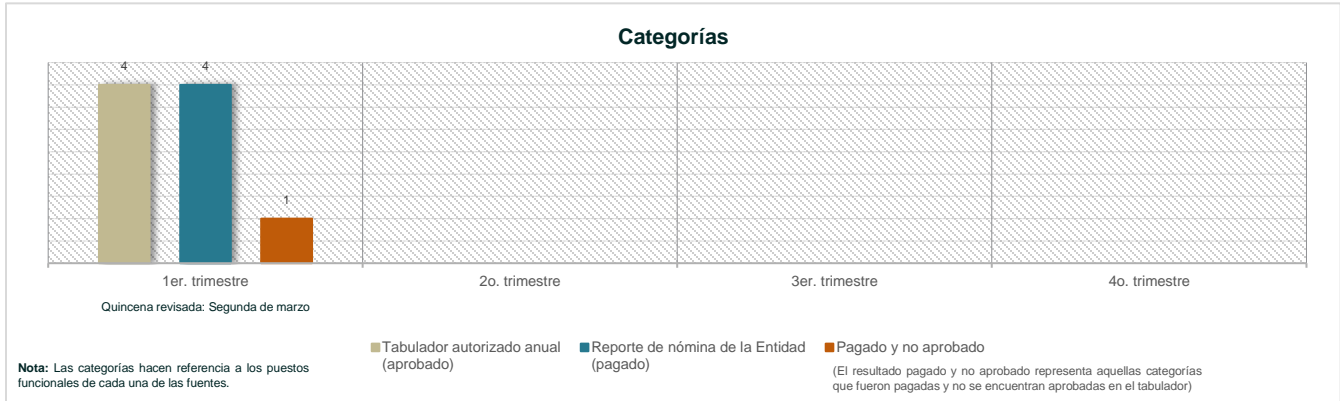 Categorías
4
4
1
1er. trimestre
2o. trimestre
3er. trimestre
4o. trimestre
Quincena revisada: Segunda de marzo
Tabulador autorizado anual
(aprobado)
Reporte de nómina de la Entidad
(pagado)
Pagado y no aprobado
Nota: Las categorías hacen referencia a los puestos
funcionales de cada una de las fuentes.
(El resultado pagado y no aprobado representa aquellas categorías
que fueron pagadas y no se encuentran aprobadas en el tabulador)